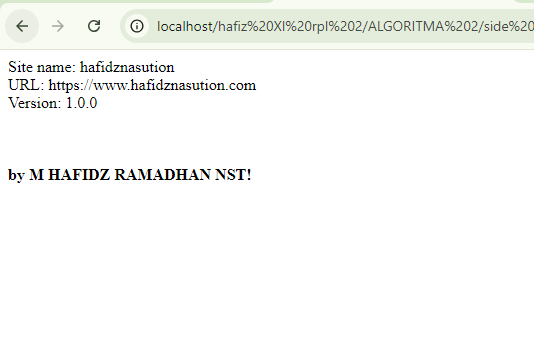 localhost/hafiz%20XI%20rpl%202/ALGORITMA%202/side%20
Site name: hafidznasution
URL: https://www.hafidznasution.com
Version: 1.0.0
by M HAFIDZ RAMADHAN NST!